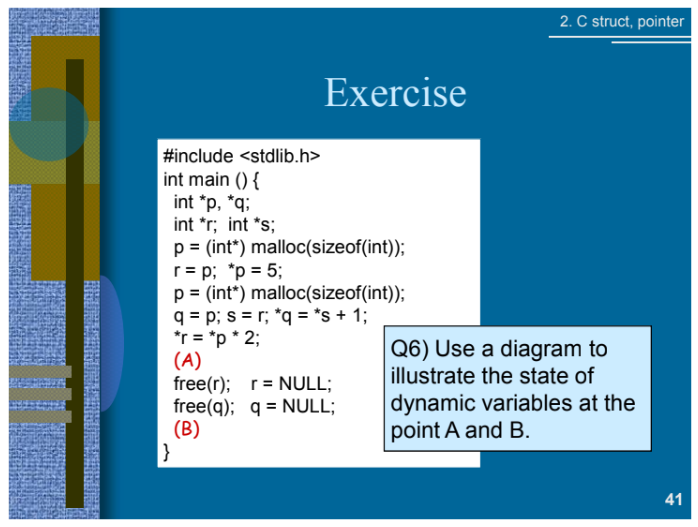 2. C struct, pointer
Exercise
#include <stdlib.h>
int main () {
int *p, *q;
int *r;  int *s;
p = (int*) malloc(sizeof(int));
r = p;  *p = 5;
p = (int*) malloc(sizeof(int));
q = p; s = r; *q = *s + 1;
*r = *p * 2;
(A)
free(r);    r = NULL;
free(q);   q = NULL;
(B)
}
Q6) Use a diagram to
illustrate the state of
dynamic variables at the
point A and B.
41